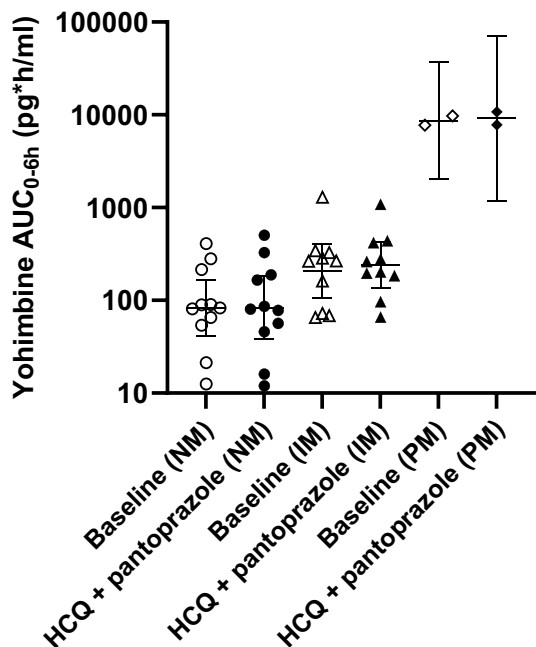 Yohimbine AUC0-6h (pg*h/ml)
100000
10000
1000
100
10
Baseline (NM)
HCQ + pantoprazole (NM)
Baseline (IM)
HCQ + pantoprazole (IM)
Baseline (PM)
HCQ + pantoprazole (PM)